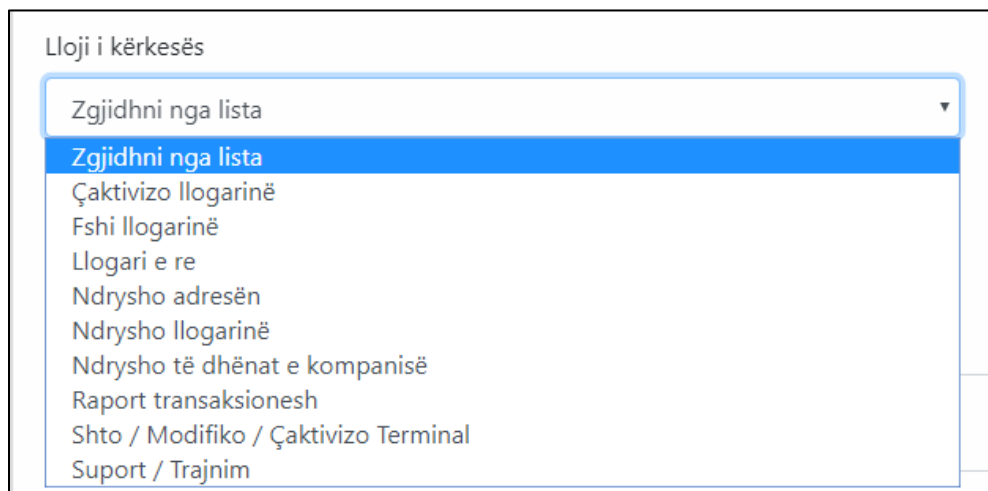 Lloji i kërkesës
Zgjidhni nga lista
Zgjidhni nga lista
Çaktivizo llogarinë
Fshi llogarinë
Llogari e re
Ndrysho adresën
Ndrysho llogarinë
Ndrysho të dhënat e kompanisë
Raport transaksionesh
Shto / Modifiko / Çaktivizo Terminal
Suport / Trajnim